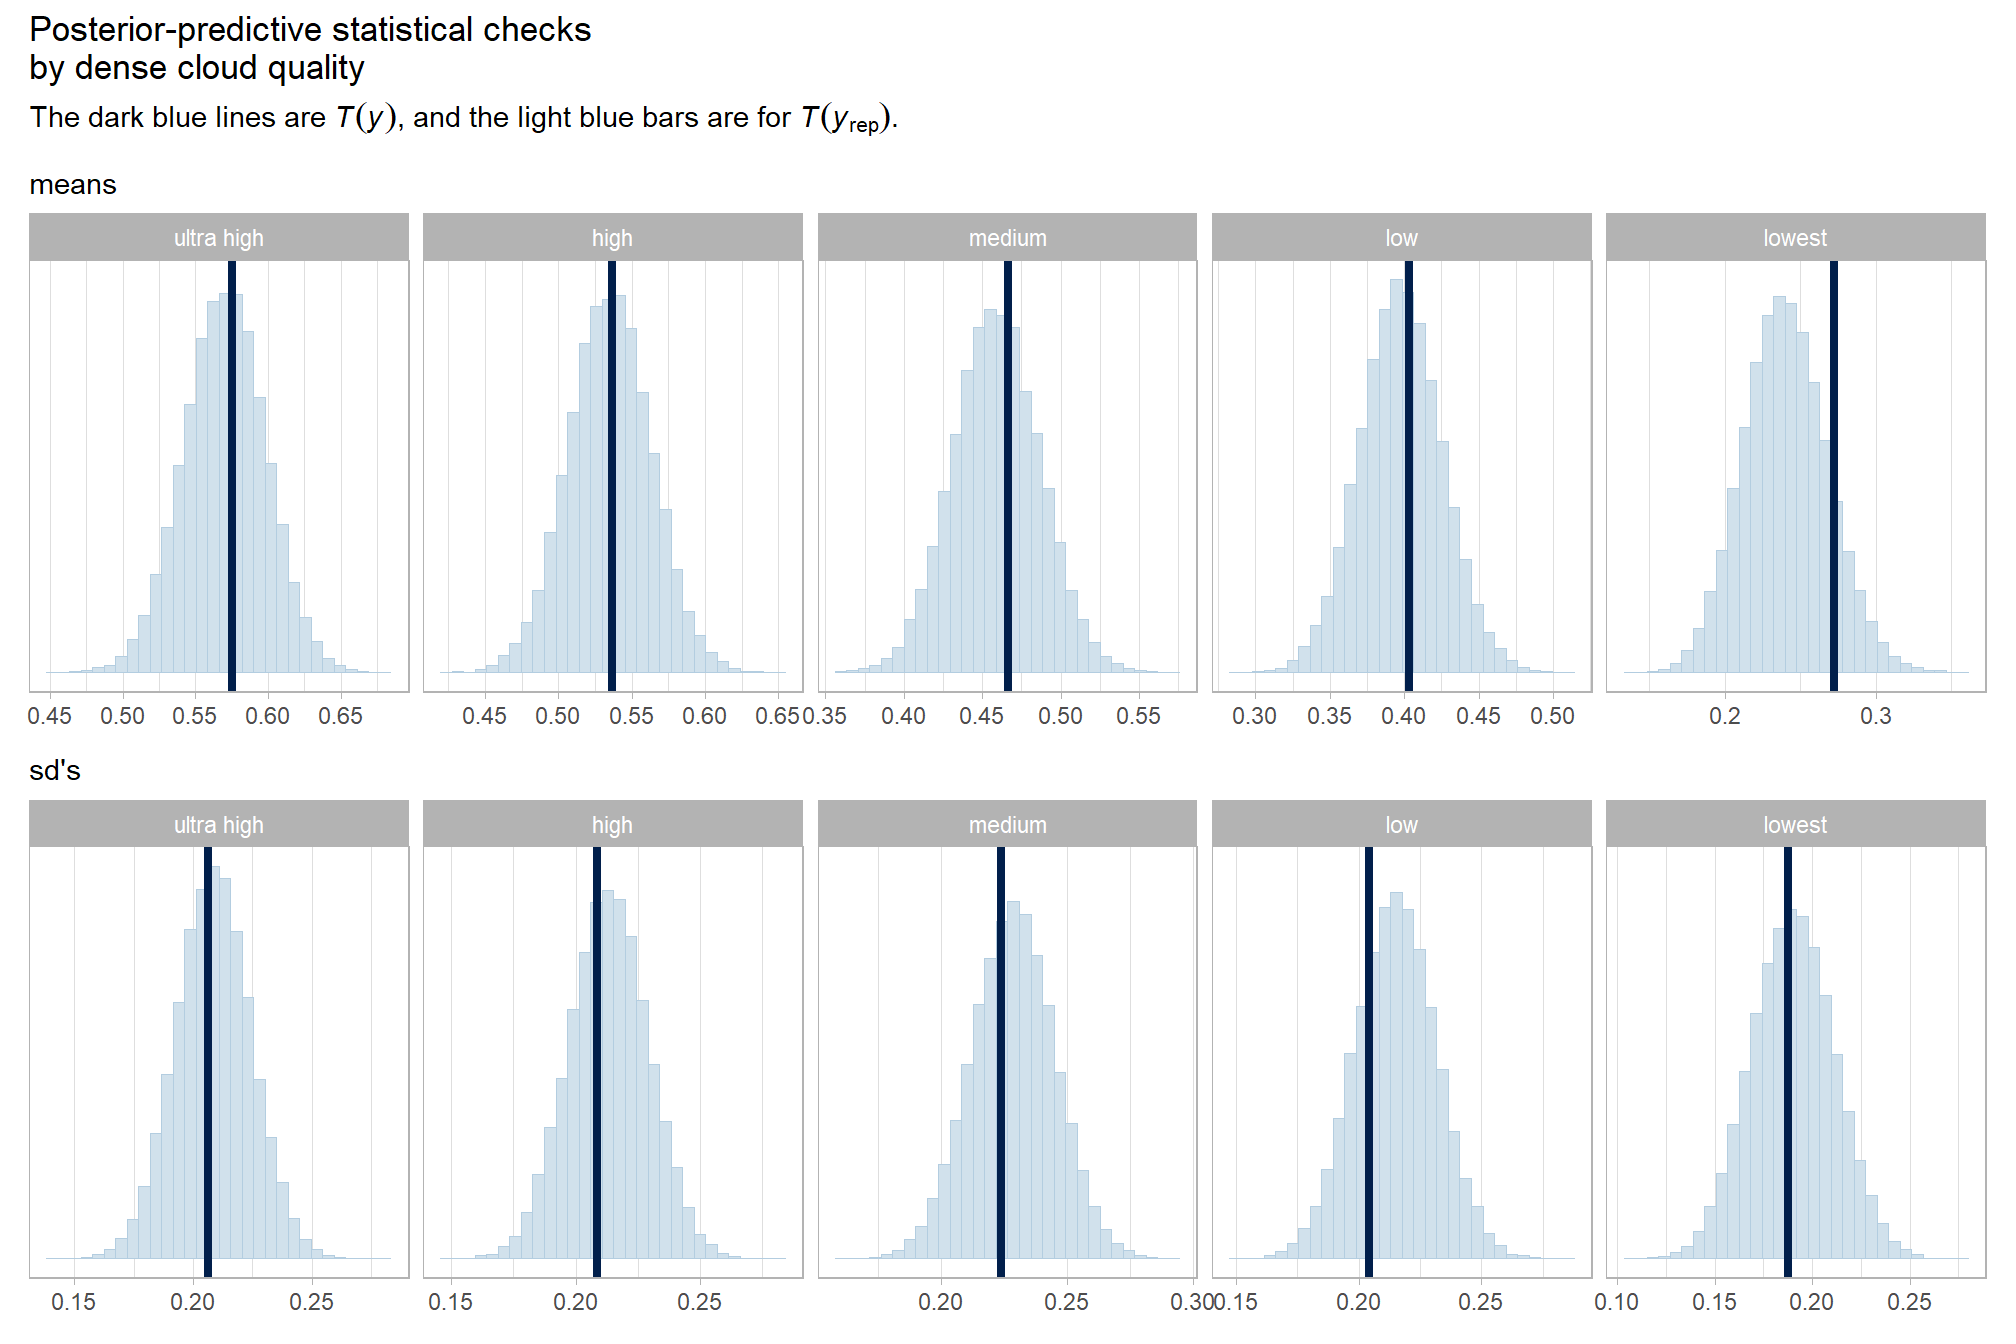 Posterior-predictive statistical checks
by dense cloud quality
The dark blue lines are T(y), and the light blue bars are for T(yrep).
means
ultra high high medium low lowest
0.45 0.50 0.55 0.60 0.65 0.45 0.50 0.55 0.60 0.65 0.35 0.40 0.45 0.50 0.55 0.30 0.35 0.40 0.45 0.50 0.2 0.3
sd's
ultra high high medium low lowest
0.15 0.20 0.25 0.15 0.20 0.25 0.20 0.25 0.30 0.15 0.20 0.25 0.10 0.15 0.20 0.25